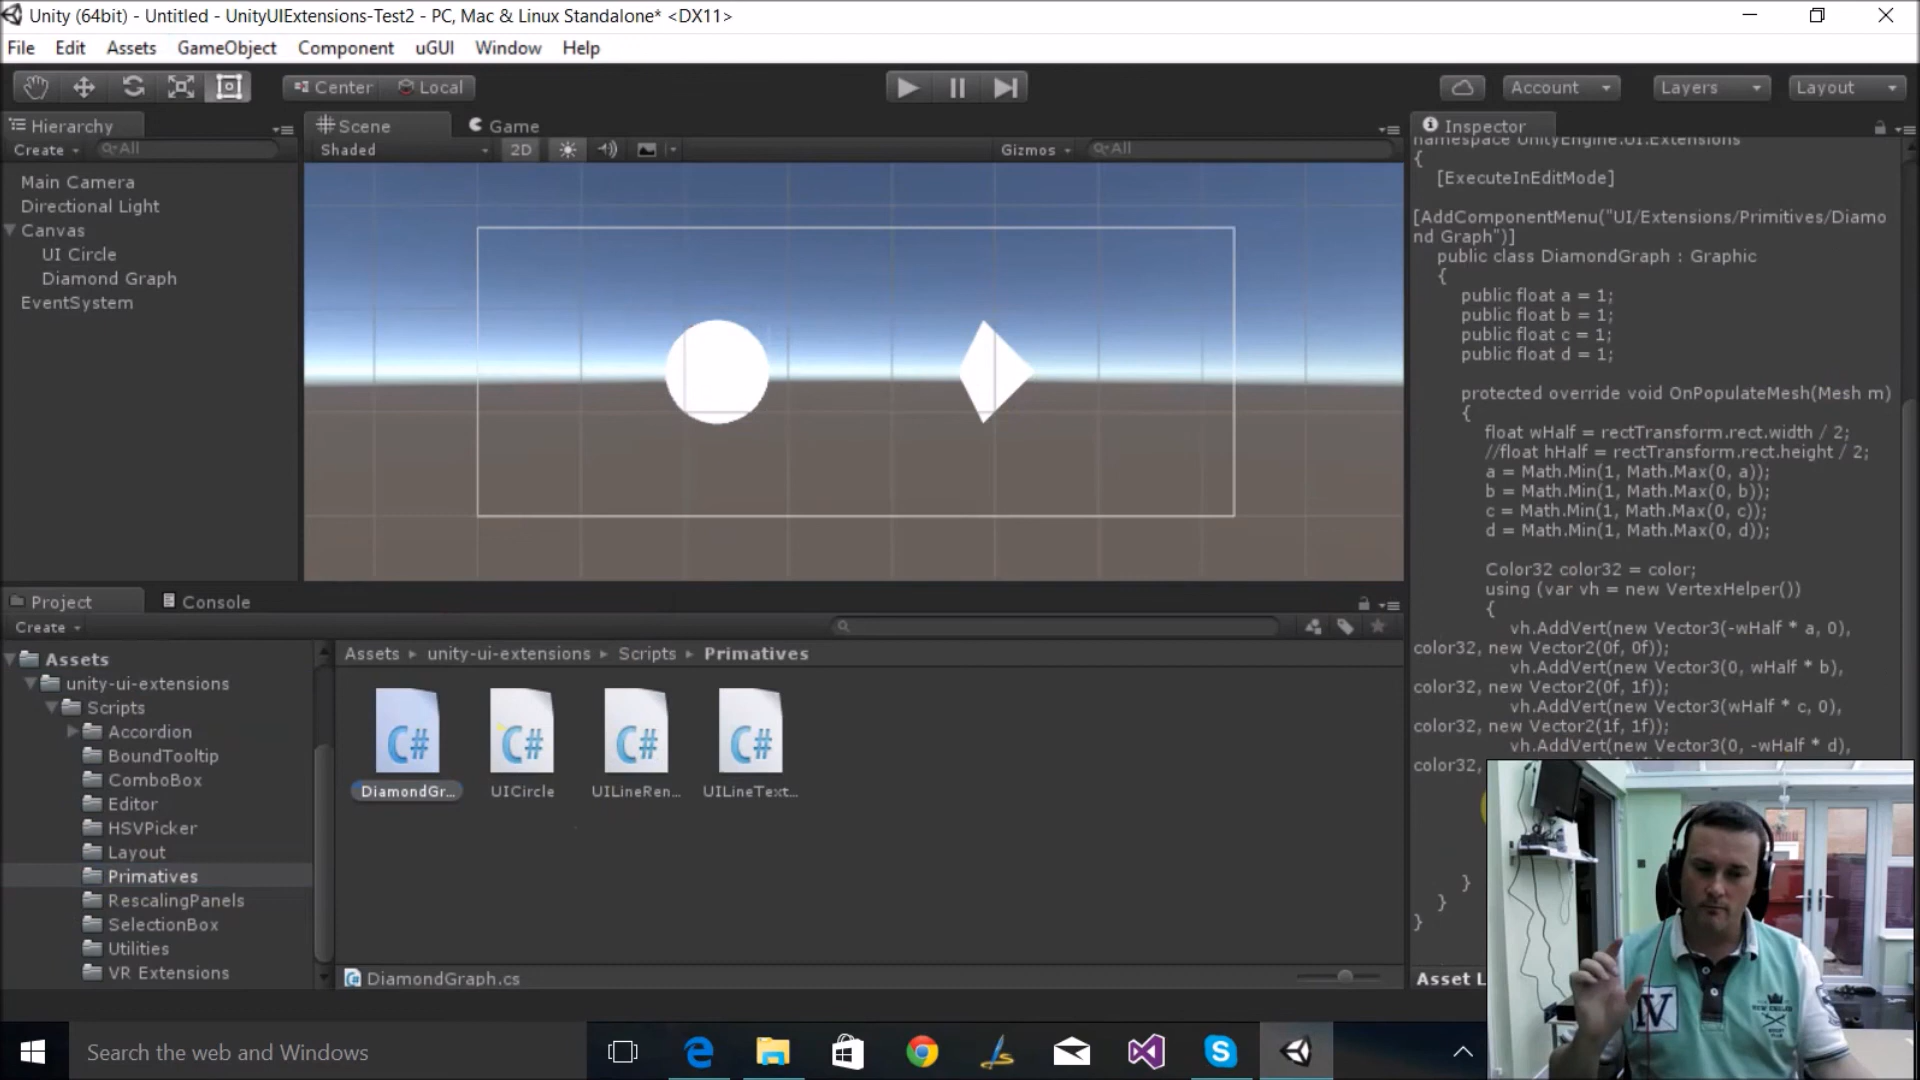 Unity (64bit) - Untitled - UnityUIExtensions-Test2 - PC, Mac & Linux Standalone* <DX11>
File Edit Assets GameObject Component uGUI Window Help
Center Local
Account Layers Layout
Hierarchy
Create All
Main Camera
Directional Light
Canvas
UI Circle
Diamond Graph
EventSystem
Scene Game
Shaded 2D Gizmos All
Inspector
namespace UnityEngine.UI.Extensions
{
[ExecuteInEditMode]
[AddComponentMenu("UI/Extensions/Primitives/Diamo
nd Graph")]
public class DiamondGraph : Graphic
{
public float a = 1;
public float b = 1;
public float c = 1;
public float d = 1;
protected override void OnPopulateMesh(Mesh m)
{
float wHalf = rectTransform.rect.width / 2;
//float hHalf = rectTransform.rect.height / 2;
a = Math.Min(1, Math.Max(0, a));
b = Math.Min(1, Math.Max(0, b));
c = Math.Min(1, Math.Max(0, c));
d = Math.Min(1, Math.Max(0, d));
Color32 color32 = color;
using (var vh = new VertexHelper())
{
vh.AddVert(new Vector3(-wHalf * a, 0),
color32, new Vector2(0f, 0f));
vh.AddVert(new Vector3(0, wHalf * b),
color32, new Vector2(0f, 1f));
vh.AddVert(new Vector3(wHalf * c, 0),
color32, new Vector2(1f, 1f));
vh.AddVert(new Vector3(0, -wHalf * d),
color32,
}
}
}
Asset L
Project Console
Create
Assets
unity-ui-extensions
Scripts
Accordion
BoundTooltip
ComboBox
Editor
HSVPicker
Layout
Primatives
RescalingPanels
SelectionBox
Utilities
VR Extensions
Assets unity-ui-extensions Scripts Primatives
C# C# C# C#
DiamondGr... UICircle UILineRen... UILineText...
DiamondGraph.cs
Search the web and Windows